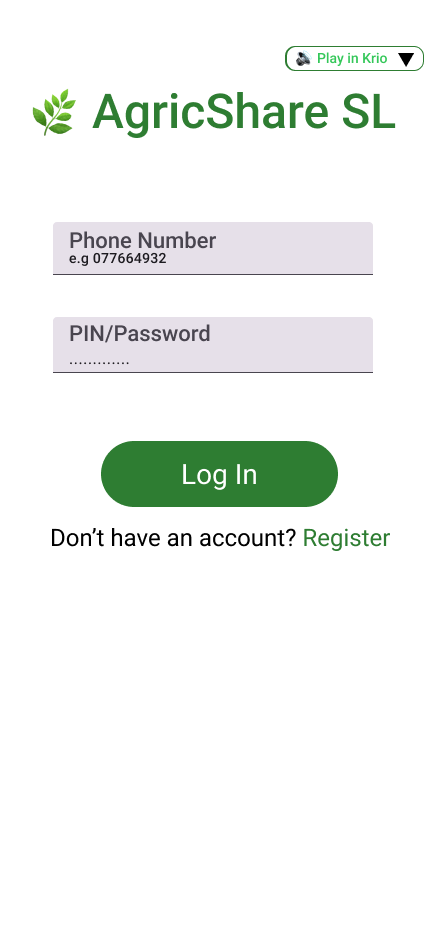 Play in Krio
AgricShare SL
Phone Number
e.g 077664932
PIN/Password
.............
Log In
Don’t have an account? Register